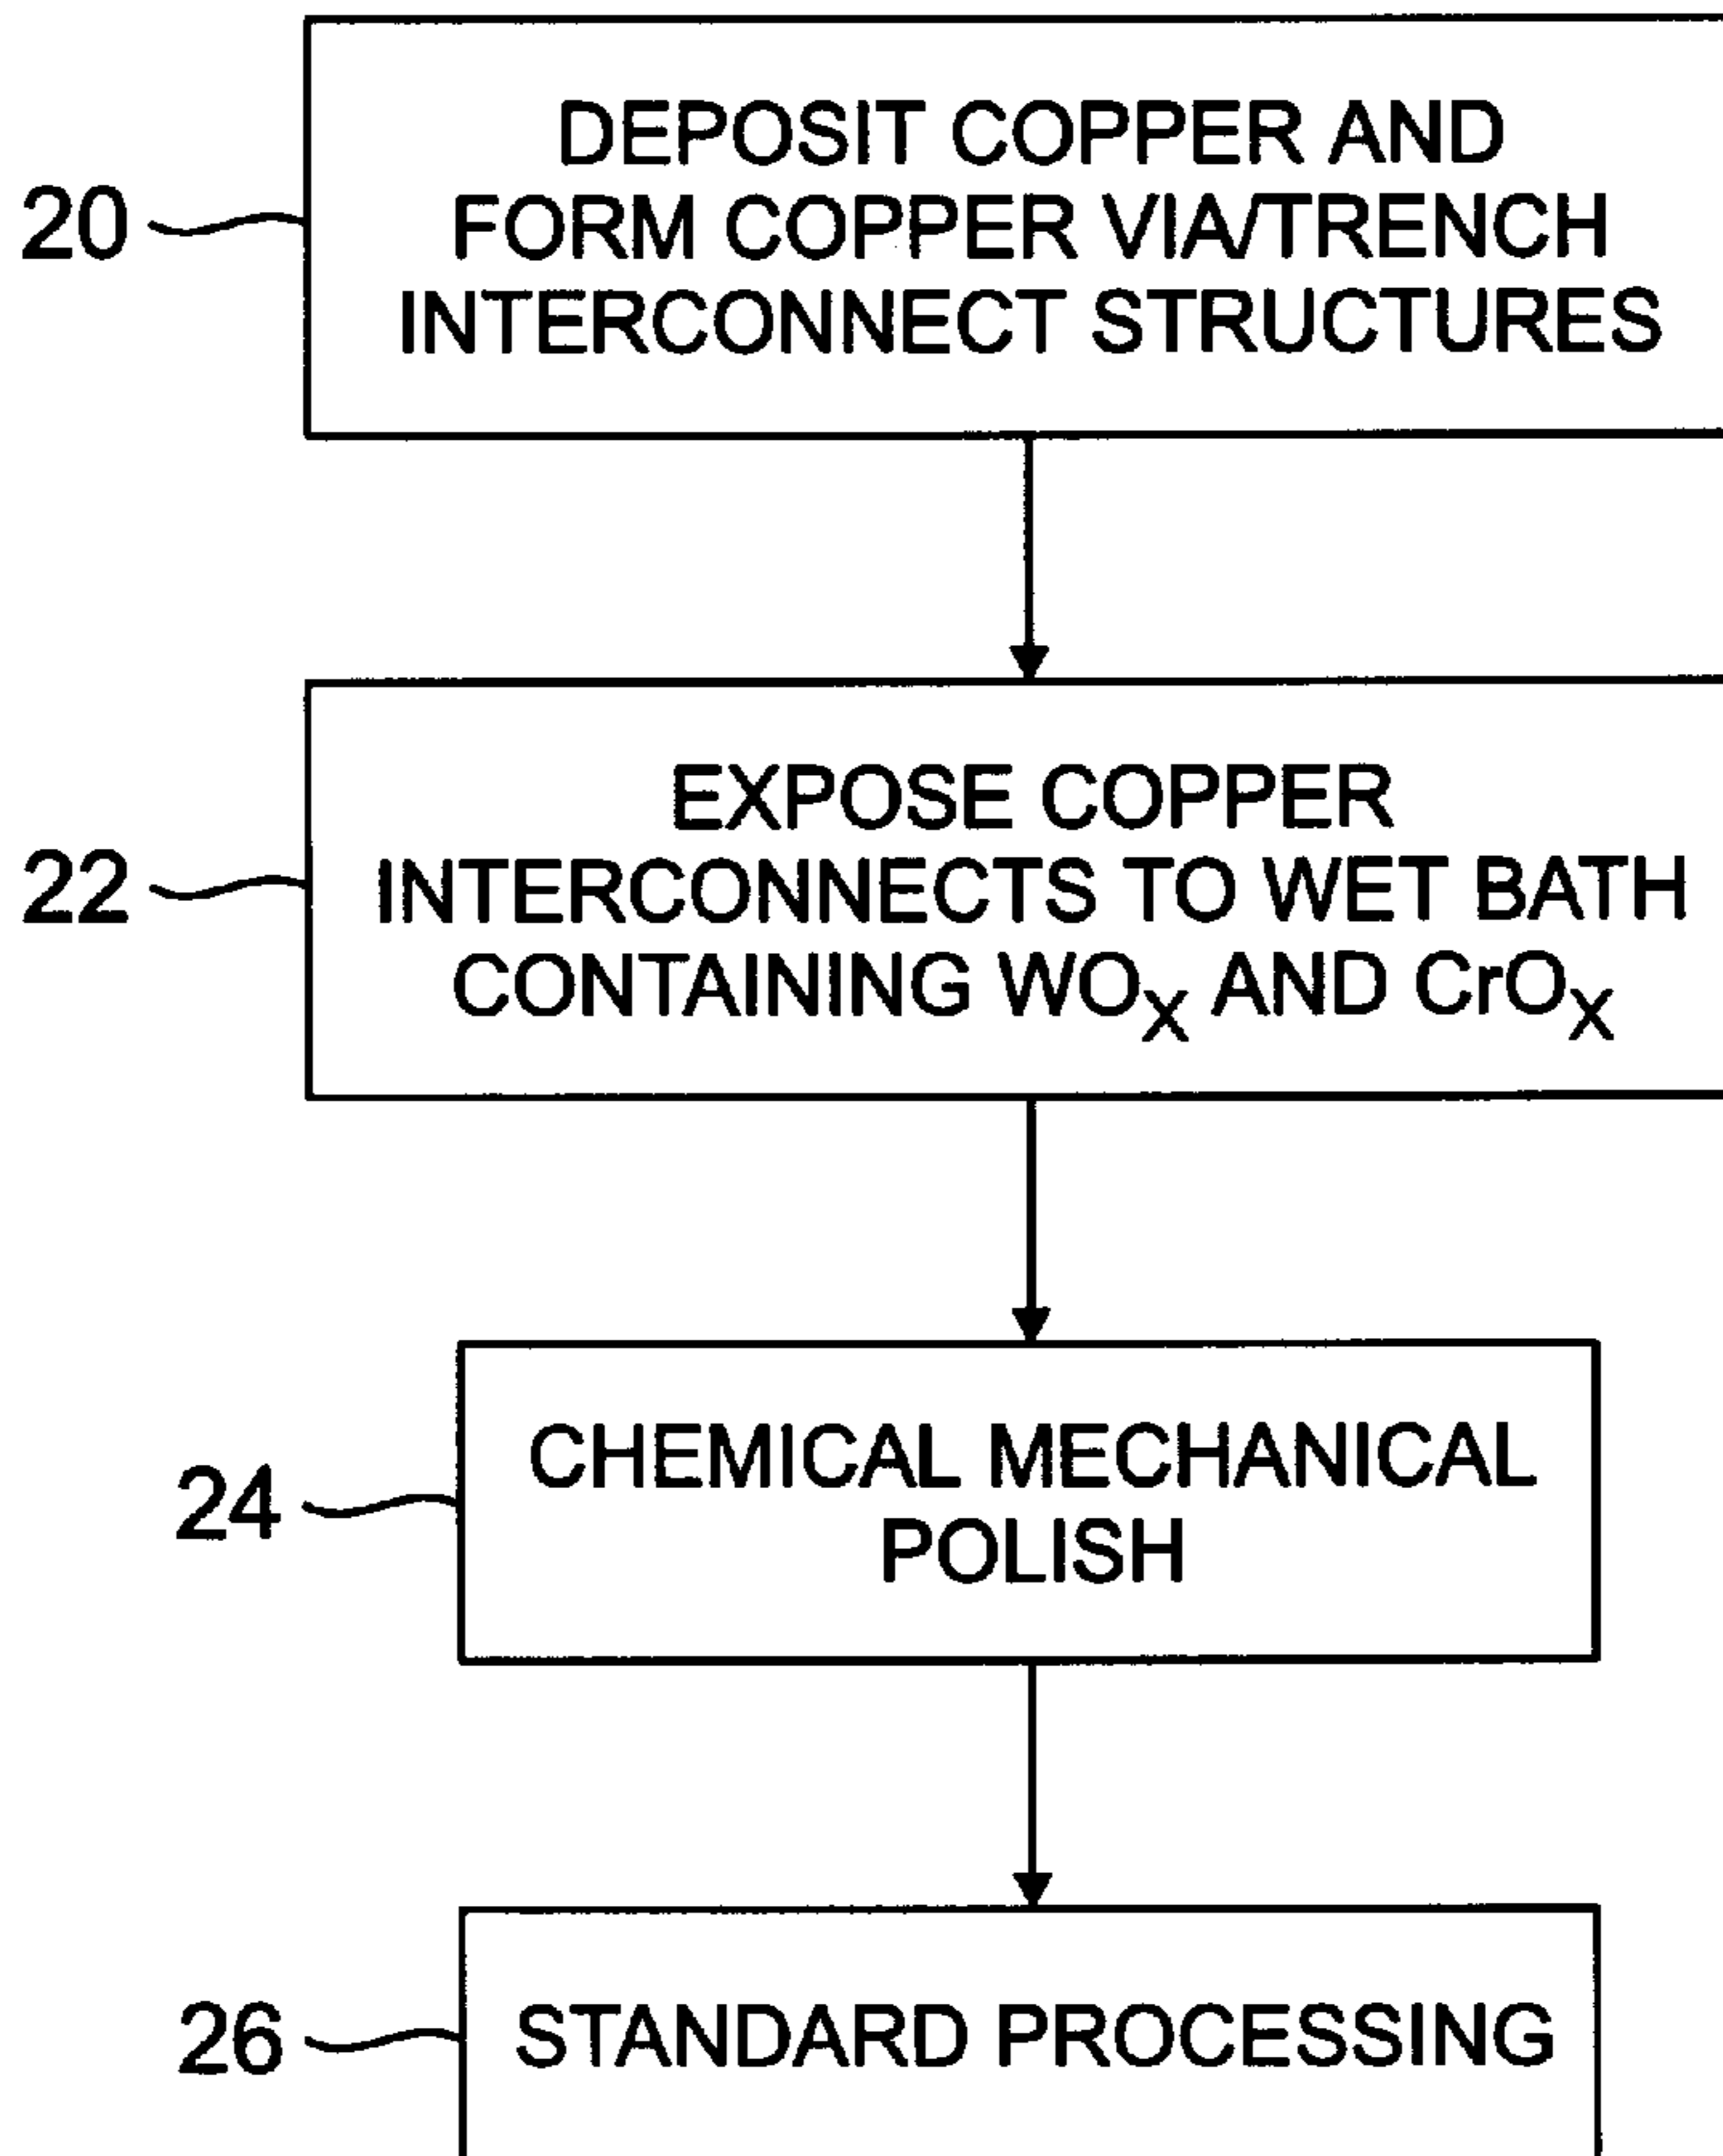 DEPOSIT COPPER AND
20 FORM COPPER VIA/TRENCH
INTERCONNECT STRUCTURES
EXPOSE COPPER
22 INTERCONNECTS TO WET BATH
CONTAINING WOX AND CrOX
24 CHEMICAL MECHANICAL
POLISH
26 STANDARD PROCESSING